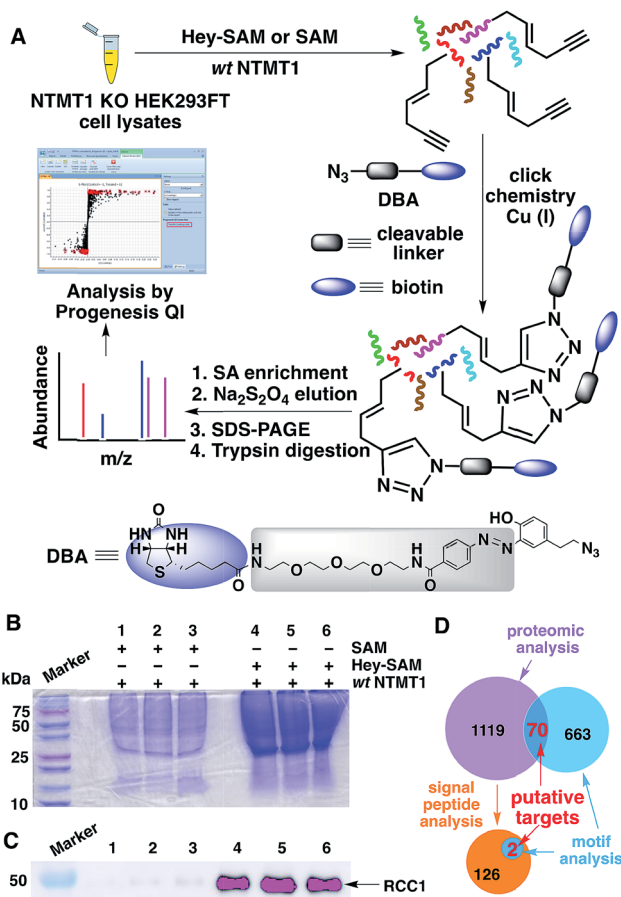 A
Hey-SAM or SAM
wt NTMT1
NTMT1 KO HEK293FT
cell lysates
N3
DBA
click
chemistry
Cu (I)
cleavable
linker
biotin
Analysis by
Progenesis QI
Abundance
m/z
1. SA enrichment
2. Na2S2O4 elution
3. SDS-PAGE
4. Trypsin digestion
N
N
N
N
N
N
N
N
N
DBA
O
HN
NH
H
H
S
O
H
N
O
O
O
H
N
O
N
N
HO
N3
B
Marker
1 2 3 4 5 6
+ + + – – – SAM
– – – + + + Hey-SAM
+ + + + + + wt NTMT1
kDa
75
50
25
10
C
Marker
1 2 3 4 5 6
50
RCC1
D
proteomic
analysis
1119
70
663
signal
peptide
analysis
putative
targets
motif
analysis
2
126